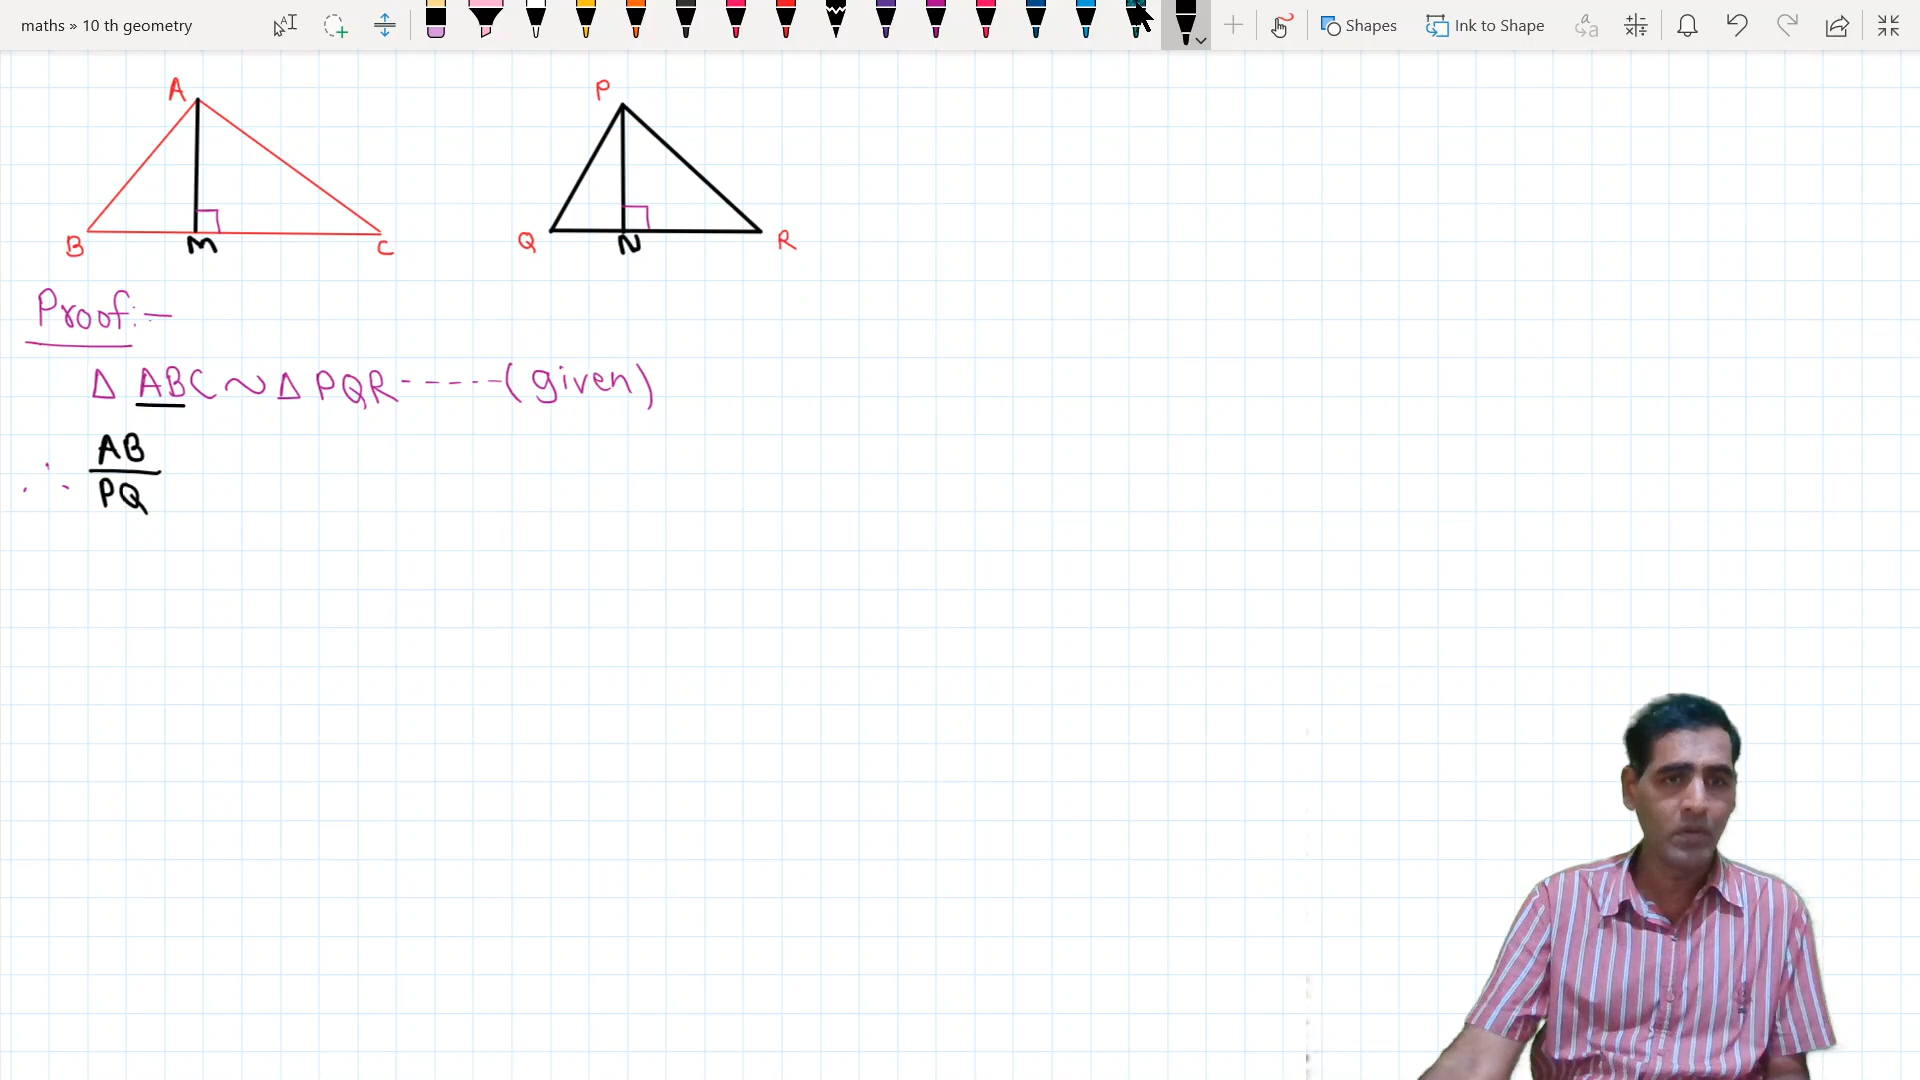 maths » 10 th geometry
Shapes
Ink to Shape
A
P
B
M
C
Q
N
R
Proof:-
Δ ABC ~ Δ PQR - - - - - (given)
∴ AB
PQ